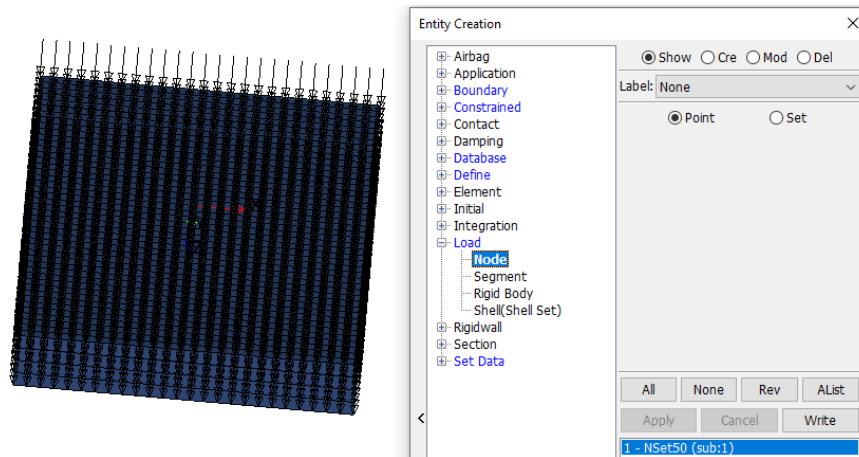 Entity Creation
Airbag
Application
Boundary
Constrained
Contact
Damping
Database
Define
Element
Initial
Integration
Load
Node
Segment
Rigid Body
Shell(Shell Set)
Rigidwall
Section
Set Data
Show Cre Mod Del
Label: None
Point Set
All None Rev AList
Apply Cancel Write
1 - NSet50 (sub:1)